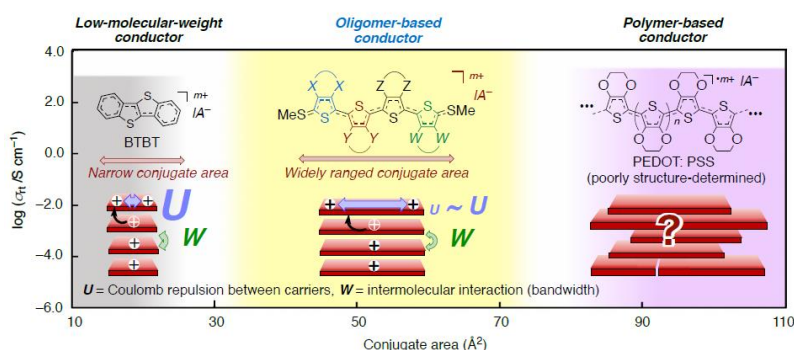 Low-molecular-weight
conductor
Oligomer-based
conductor
Polymer-based
conductor
4.0
2.0
0.0
−2.0
−4.0
−6.0
log (σrt /S cm⁻¹)
S
S
m+
lA⁻
BTBT
Narrow conjugate area
X X
Z Z
m+
lA⁻
MeS
S
S
S
S
SMe
Y Y
W W
Widely ranged conjugate area
O O
O O
•m+ lA⁻
•••
S
S
n
S
S
•••
O O
O O
PEDOT: PSS
(poorly structure-determined)
+ + U
+
+ W
+
+ + U ~ U
+
+ W
+
?
U = Coulomb repulsion between carriers, W = intermolecular interaction (bandwidth)
10 30 50 70 90 110
Conjugate area (Å²)